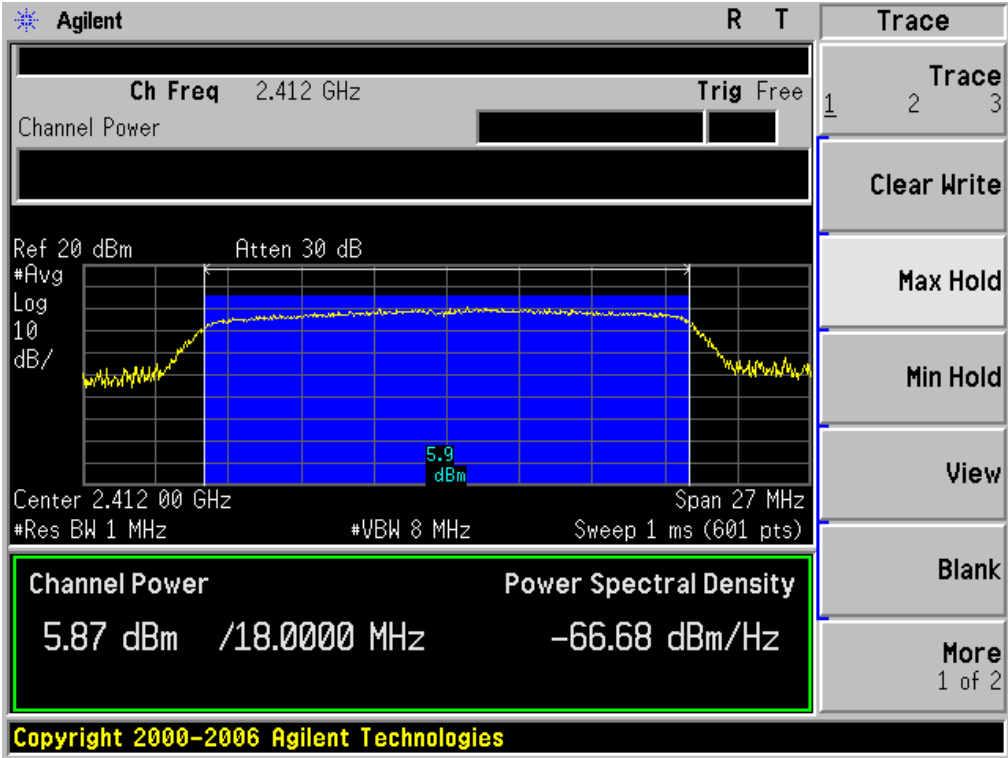 Agilent R T Trace
Ch Freq 2.412 GHz Trig Free
Channel Power
Trace
1 2 3
Clear Write
Max Hold
Min Hold
View
Blank
More
1 of 2
Ref 20 dBm Atten 30 dB
#Avg
Log
10
dB/
5.9
dBm
Center 2.412 00 GHz Span 27 MHz
#Res BW 1 MHz #VBW 8 MHz Sweep 1 ms (601 pts)
Channel Power Power Spectral Density
5.87 dBm /18.0000 MHz -66.68 dBm/Hz
Copyright 2000-2006 Agilent Technologies